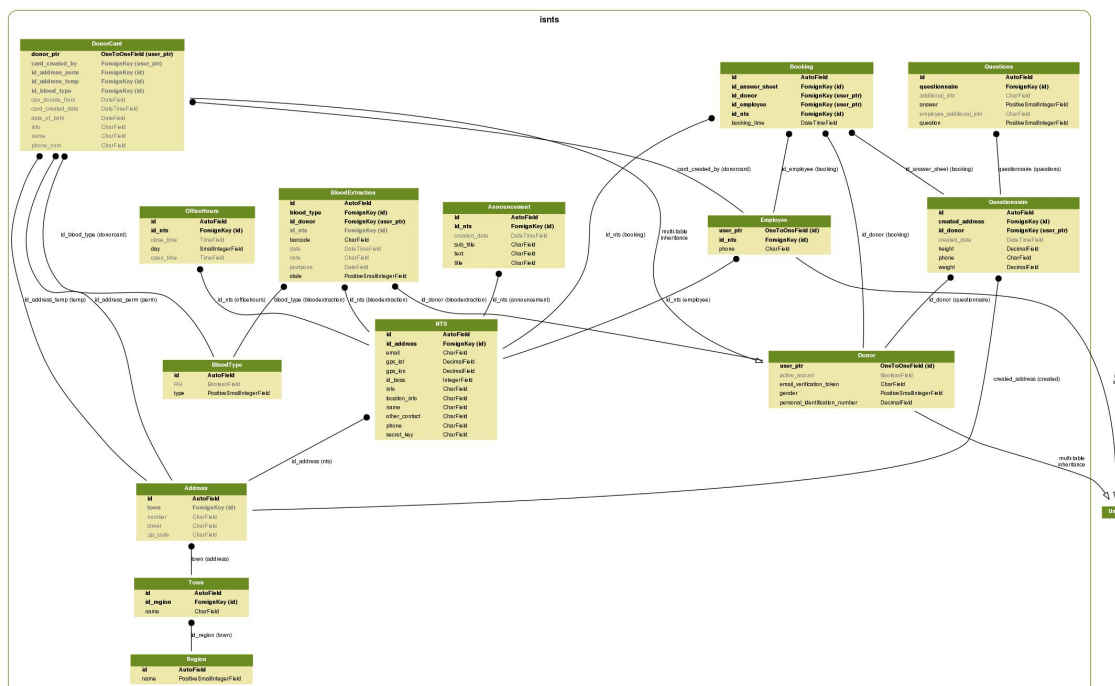 isnts
DonorCard
donor_ptr OneToOneField (user_ptr)
card_created_by ForeignKey (user_ptr)
id_address_perm ForeignKey (id)
id_address_temp ForeignKey (id)
id_blood_type ForeignKey (id)
can_donate_from DateField
card_created_date DateTimeField
date_of_birth DateField
info CharField
name CharField
phone_num CharField
Booking
id AutoField
id_answer_sheet ForeignKey (id)
id_donor ForeignKey (user_ptr)
id_employee ForeignKey (user_ptr)
id_nts ForeignKey (id)
booking_time DateTimeField
Questions
id AutoField
questionnaire ForeignKey (id)
additional_info CharField
answer PositiveSmallIntegerField
employee_additional_info CharField
question PositiveSmallIntegerField
card_created_by (donorcard)
id_employee (booking)
id_answer_sheet (booking)
questionnaire (questions)
BloodExtraction
id AutoField
blood_type ForeignKey (id)
id_donor ForeignKey (user_ptr)
id_nts ForeignKey (id)
barcode CharField
date DateTimeField
note CharField
postpone DateField
state PositiveSmallIntegerField
OfficeHours
id AutoField
id_nts ForeignKey (id)
close_time TimeField
day SmallIntegerField
open_time TimeField
Announcement
id AutoField
id_nts ForeignKey (id)
creation_date DateTimeField
sub_title CharField
text CharField
title CharField
Employee
user_ptr OneToOneField (id)
id_nts ForeignKey (id)
phone CharField
Questionnaire
id AutoField
created_address ForeignKey (id)
id_donor ForeignKey (user_ptr)
created_date DateTimeField
height DecimalField
phone CharField
weight DecimalField
id_blood_type (donorcard)
id_nts (booking)
multi-table
inheritance
id_donor (booking)
id_address_temp (temp)
id_address_perm (perm)
id_nts (officehours)
blood_type (bloodextraction)
id_nts (bloodextraction)
id_donor (bloodextraction)
id_nts (announcement)
id_nts (employee)
id_donor (questionnaire)
NTS
id AutoField
id_address ForeignKey (id)
email CharField
gps_lat DecimalField
gps_lon DecimalField
id_boss IntegerField
info CharField
location_info CharField
name CharField
other_contact CharField
phone CharField
secret_key CharField
BloodType
id AutoField
RH BooleanField
type PositiveSmallIntegerField
Donor
user_ptr OneToOneField (id)
active_acount BooleanField
email_verification_token CharField
gender PositiveSmallIntegerField
personal_identification_number DecimalField
created_address (created)
id_address (nts)
multi-table
inheritance
Address
id AutoField
town ForeignKey (id)
number CharField
street CharField
zip_code CharField
town (address)
Town
id AutoField
id_region ForeignKey (id)
name CharField
id_region (town)
Region
id AutoField
name PositiveSmallIntegerField